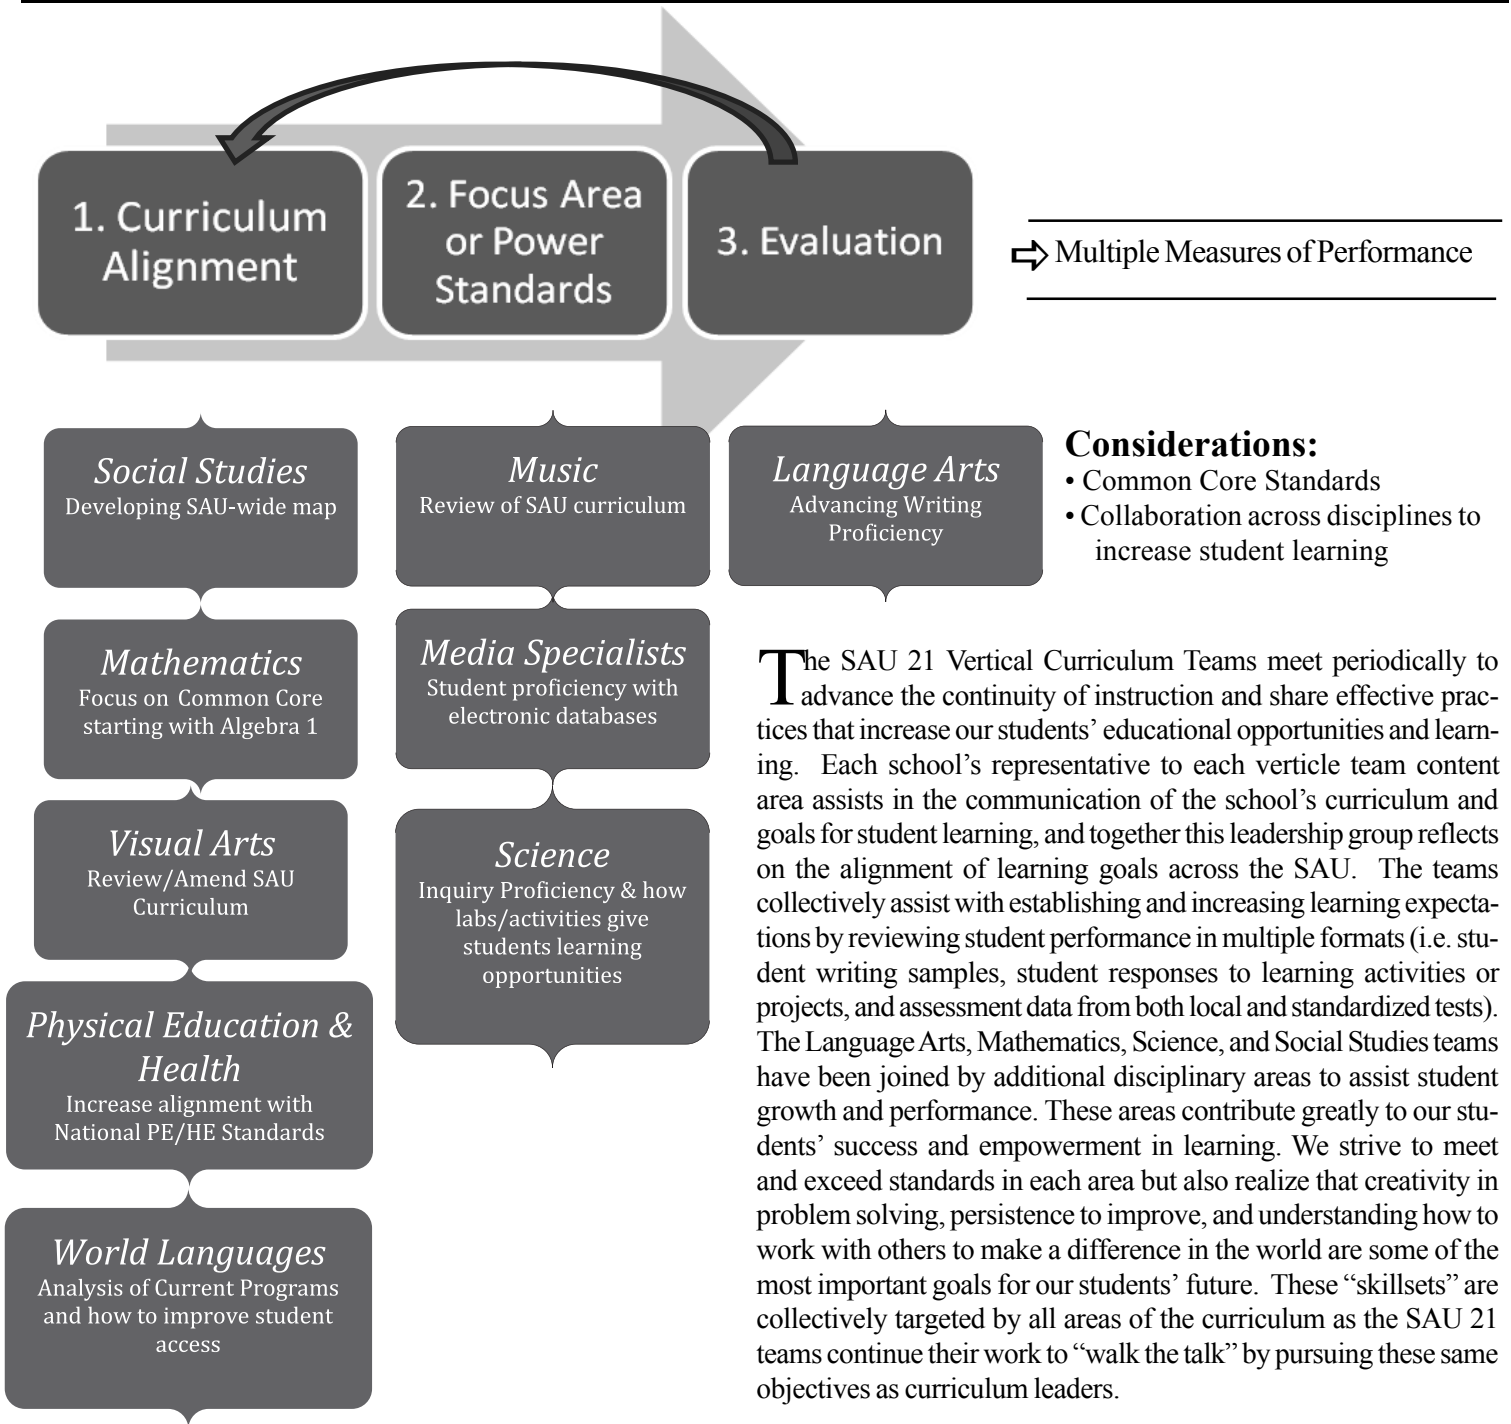 1. Curriculum
Alignment
2. Focus Area
or Power
Standards
3. Evaluation
Multiple Measures of Performance
Social Studies
Developing SAU-wide map
Mathematics
Focus on Common Core
starting with Algebra 1
Visual Arts
Review/Amend SAU
Curriculum
Physical Education &
Health
Increase alignment with
National PE/HE Standards
World Languages
Analysis of Current Programs
and how to improve student
access
Music
Review of SAU curriculum
Media Specialists
Student proficiency with
electronic databases
Science
Inquiry Proficiency & how
labs/activities give
students learning
opportunities
Language Arts
Advancing Writing
Proficiency
Considerations:
• Common Core Standards
• Collaboration across disciplines to
increase student learning
The SAU 21 Vertical Curriculum Teams meet periodically to
advance the continuity of instruction and share effective prac-
tices that increase our students’ educational opportunities and learn-
ing. Each school’s representative to each verticle team content
area assists in the communication of the school’s curriculum and
goals for student learning, and together this leadership group reflects
on the alignment of learning goals across the SAU. The teams
collectively assist with establishing and increasing learning expecta-
tions by reviewing student performance in multiple formats (i.e. stu-
dent writing samples, student responses to learning activities or
projects, and assessment data from both local and standardized tests).
The Language Arts, Mathematics, Science, and Social Studies teams
have been joined by additional disciplinary areas to assist student
growth and performance. These areas contribute greatly to our stu-
dents’ success and empowerment in learning. We strive to meet
and exceed standards in each area but also realize that creativity in
problem solving, persistence to improve, and understanding how to
work with others to make a difference in the world are some of the
most important goals for our students’ future. These “skillsets” are
collectively targeted by all areas of the curriculum as the SAU 21
teams continue their work to “walk the talk” by pursuing these same
objectives as curriculum leaders.